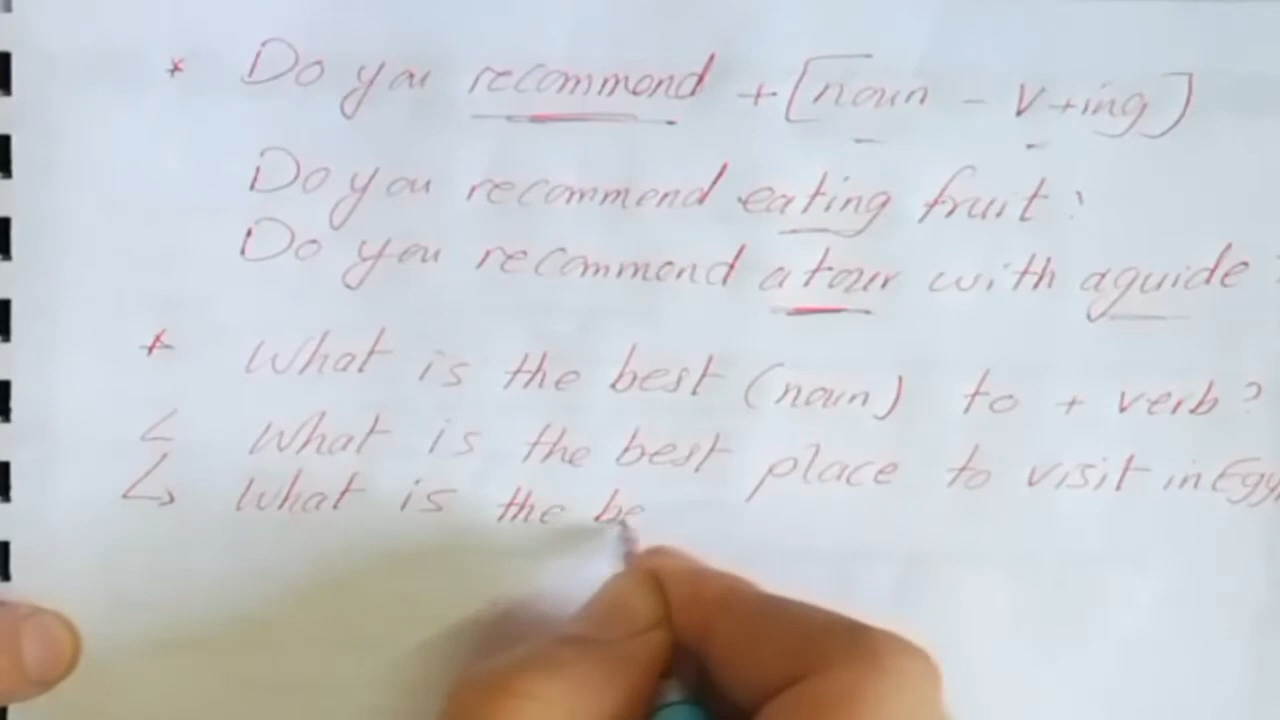 * Do you recommend + [noun - V+ing]
Do you recommend eating fruit?
Do you recommend a tour with a guide?
* What is the best (noun) to + verb?
What is the best place to visit in Egy
What is the be